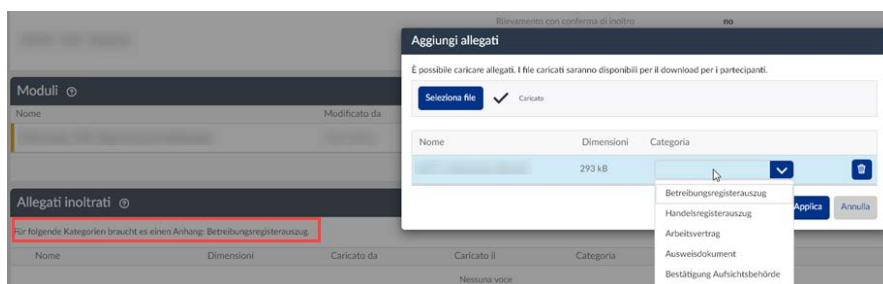 Rilevamento con conferma di inoltro no
Aggiungi allegati
È possibile caricare allegati. I file caricati saranno disponibili per il download per i partecipanti.
Seleziona file Caricato
Nome Dimensioni Categoria
293 kB
Betreibungsregisterauszug
Handelsregisterauszug
Arbeitsvertrag
Ausweisdokument
Bestätigung Aufsichtsbehörde
Applica Annulla
Moduli
Nome Modificato da
Allegati inoltrati
Für folgende Kategorien braucht es einen Anhang: Betreibungsregisterauszug.
Nome Dimensioni Caricato da Caricato il Categoria
Nessuna voce